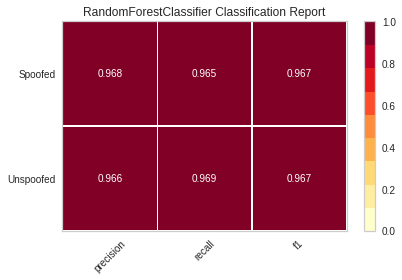 RandomForestClassifier Classification Report
Spoofed 0.968 0.965 0.967
Unspoofed 0.966 0.969 0.967
precision recall f1
1.0
0.8
0.6
0.4
0.2
0.0